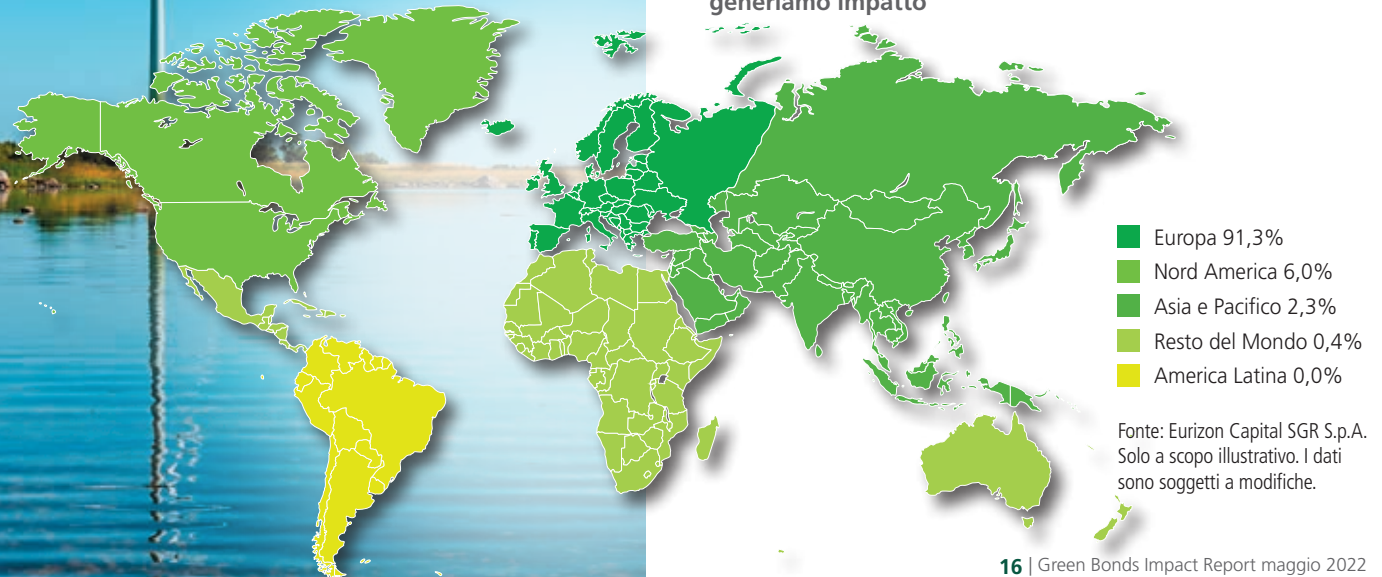 generiamo impatto
Europa 91,3%
Nord America 6,0%
Asia e Pacifico 2,3%
Resto del Mondo 0,4%
America Latina 0,0%
Fonte: Eurizon Capital SGR S.p.A.
Solo a scopo illustrativo. I dati
sono soggetti a modifiche.
16 | Green Bonds Impact Report maggio 2022